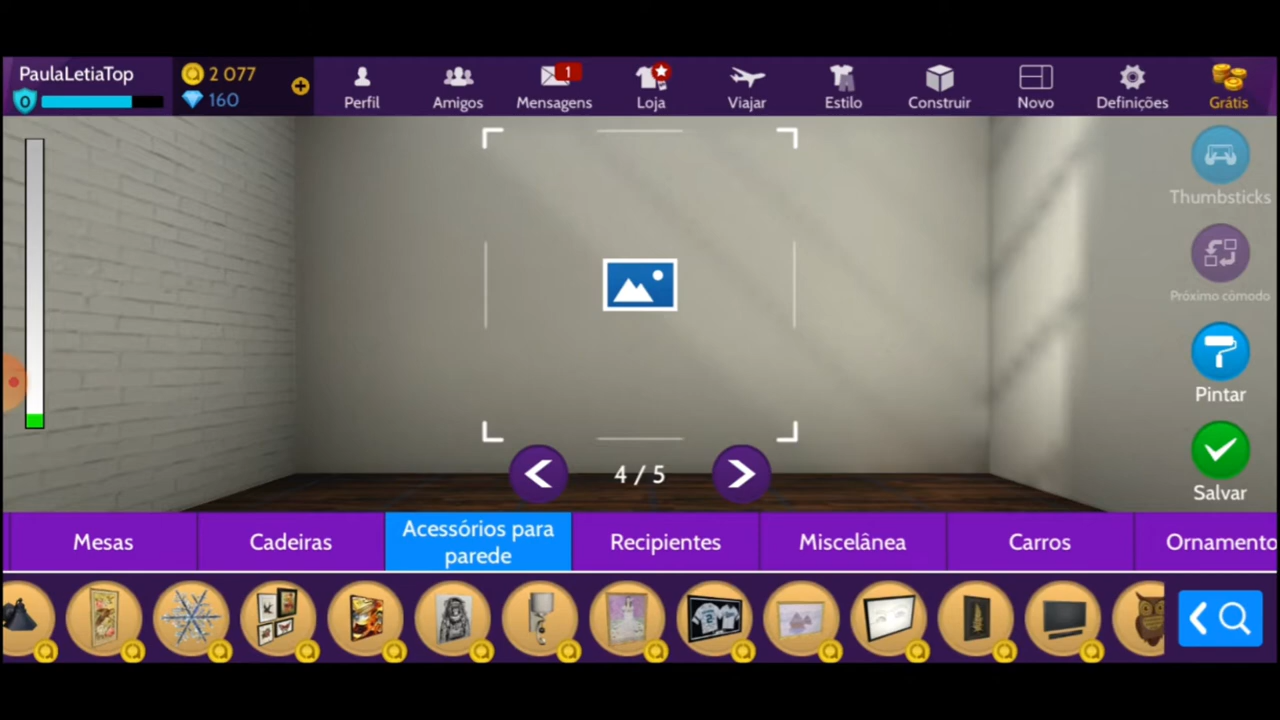 PaulaLetiaTop
0
2 077
160
Perfil
Amigos
1
Mensagens
Loja
Viajar
Estilo
Construir
Novo
Definições
Grátis
Thumbsticks
Próximo cômodo
Pintar
4 / 5
Salvar
Mesas
Cadeiras
Acessórios para
parede
Recipientes
Miscelânea
Carros
Ornamento